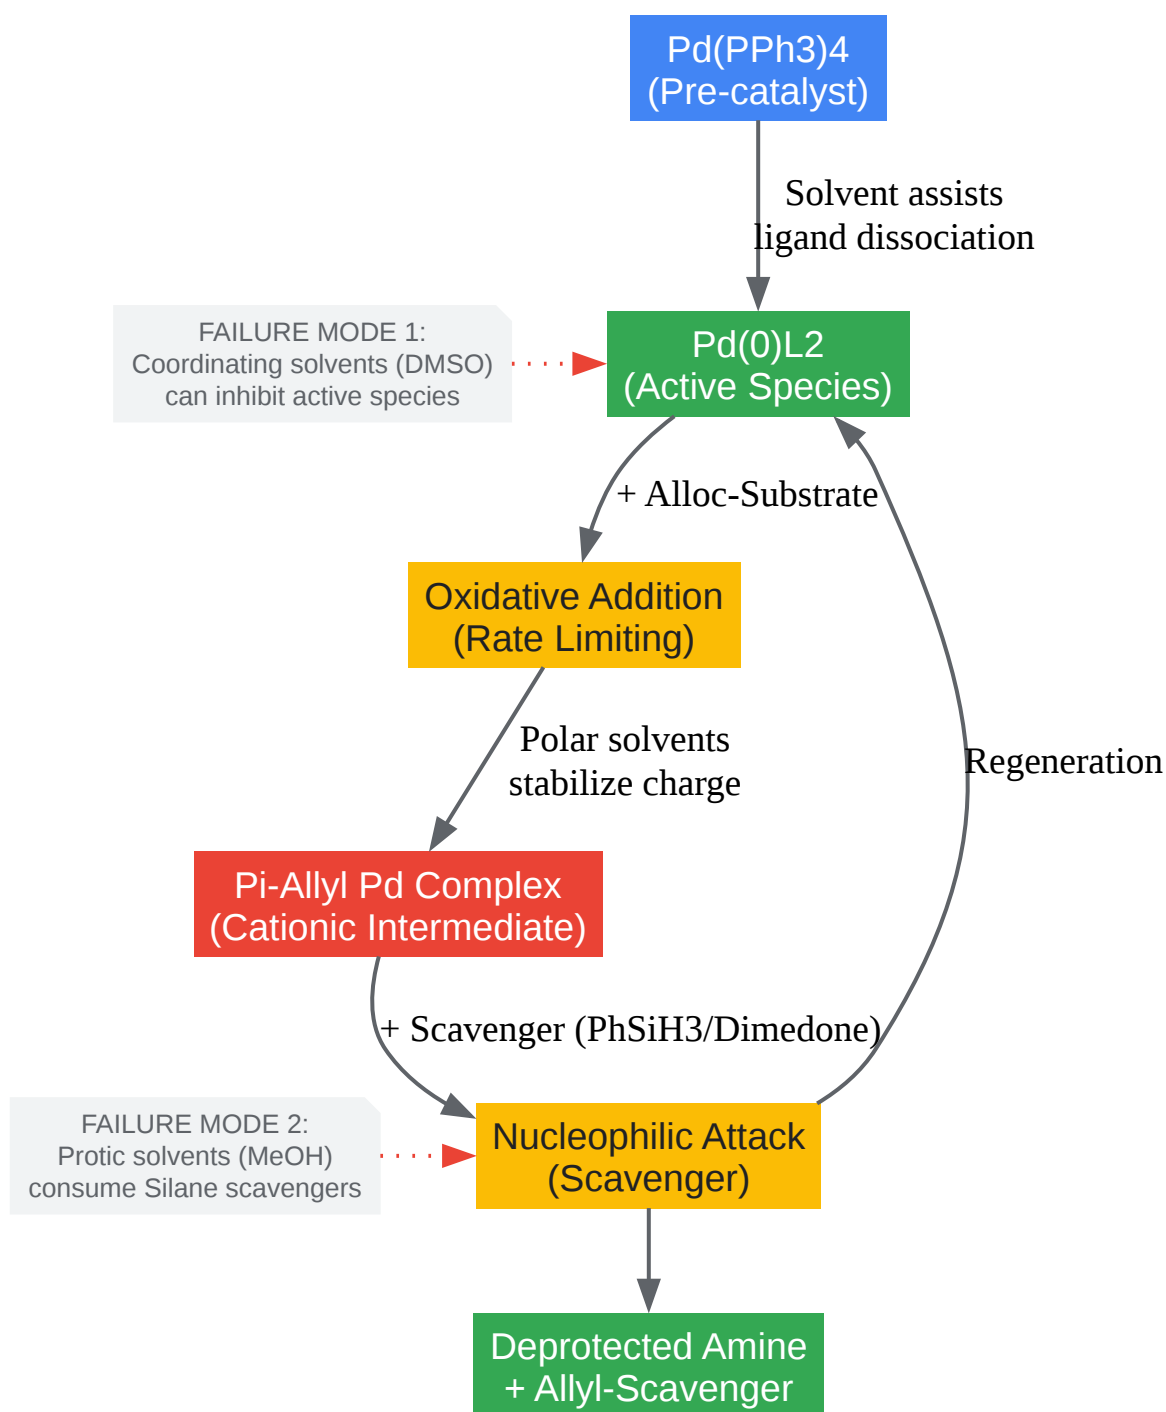 Pd(PPh3)4
(Pre-catalyst)
Solvent assists
ligand dissociation
FAILURE MODE 1:
Coordinating solvents (DMSO)
can inhibit active species
Pd(0)L2
(Active Species)
+ Alloc-Substrate
Oxidative Addition
(Rate Limiting)
Polar solvents
stabilize charge
Regeneration
Pi-Allyl Pd Complex
(Cationic Intermediate)
+ Scavenger (PhSiH3/Dimedone)
FAILURE MODE 2:
Protic solvents (MeOH)
consume Silane scavengers
Nucleophilic Attack
(Scavenger)
Deprotected Amine
+ Allyl-Scavenger